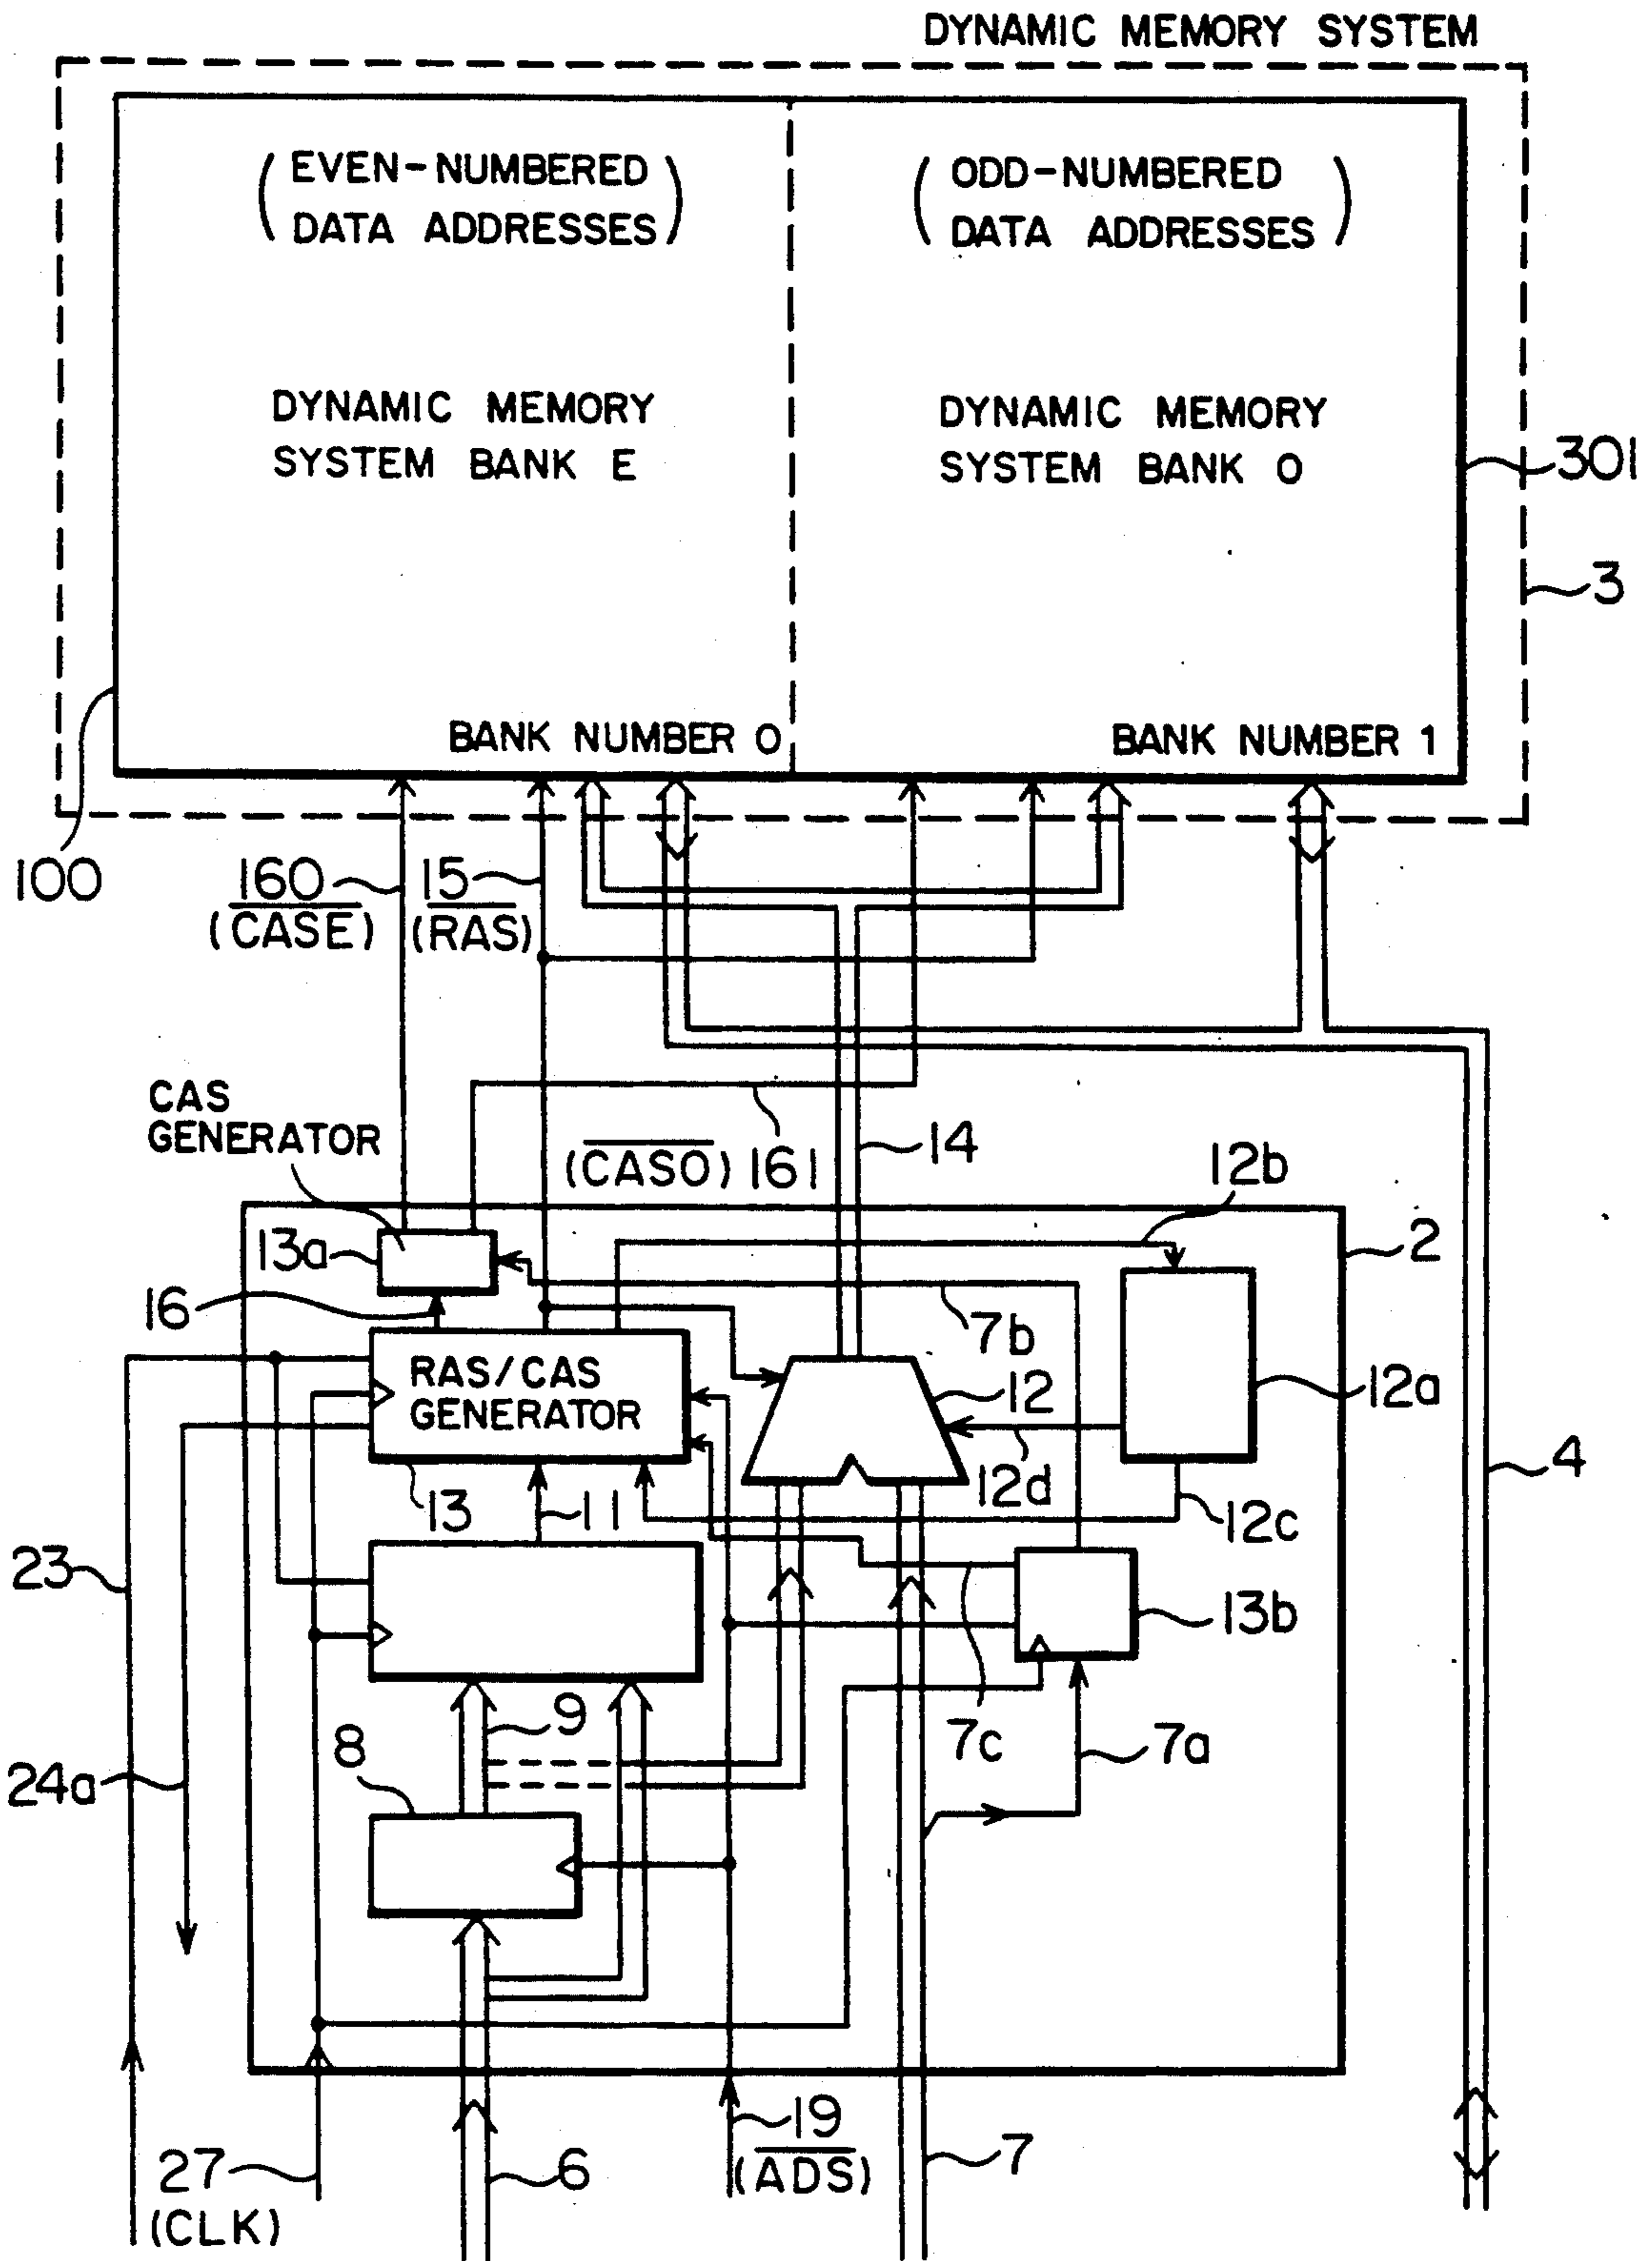 DYNAMIC MEMORY SYSTEM
(EVEN-NUMBERED
DATA ADDRESSES)
(ODD-NUMBERED
DATA ADDRESSES)
DYNAMIC MEMORY
SYSTEM BANK E
DYNAMIC MEMORY
SYSTEM BANK O
301
3
BANK NUMBER 0
BANK NUMBER 1
100
160
(CASE)
15
(RAS)
CAS
GENERATOR
(CASO) 161
14
12b
2
13a
16
7b
RAS/CAS
GENERATOR
12
12a
12d
4
13
11
12c
23
13b
9
8
7c
7a
24a
27
(CLK)
6
19
(ADS)
7